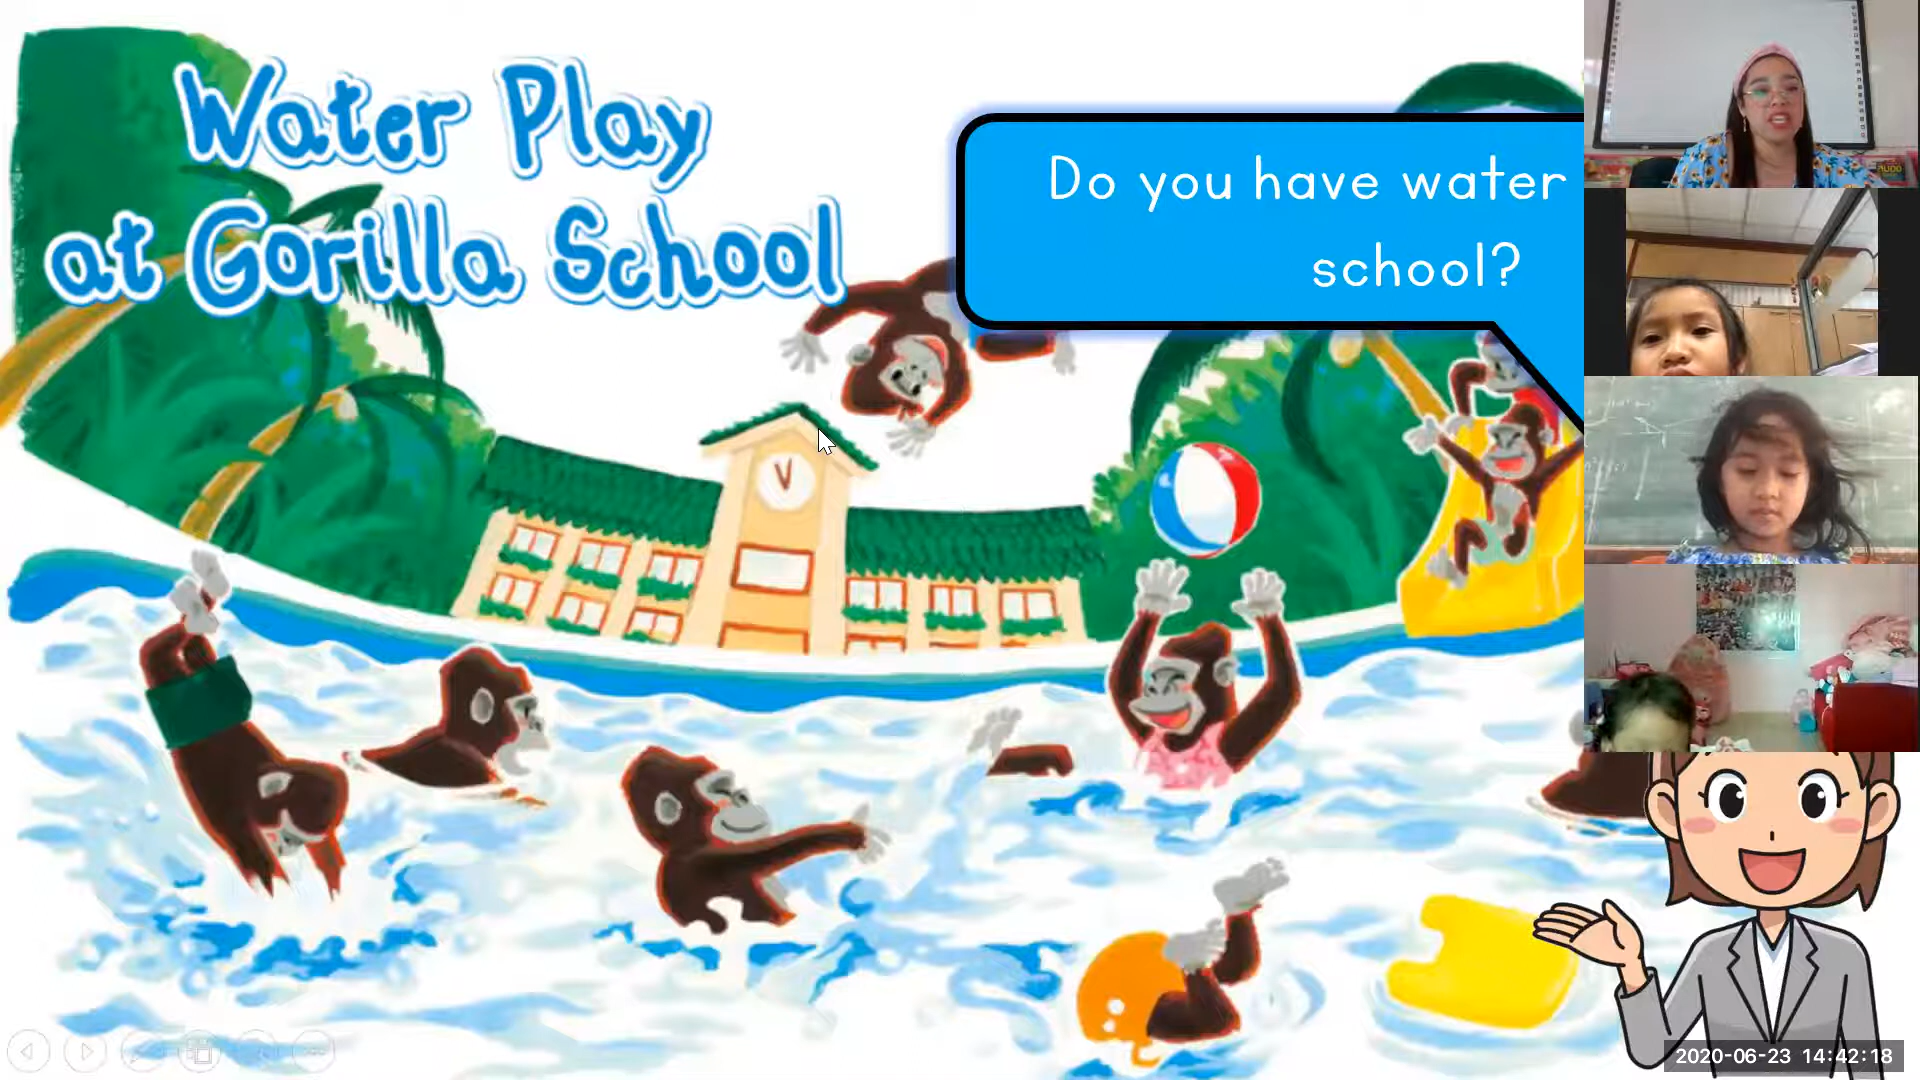 Water Play
at Gorilla School
Do you have water
school?
2020-06-23 14:42:18